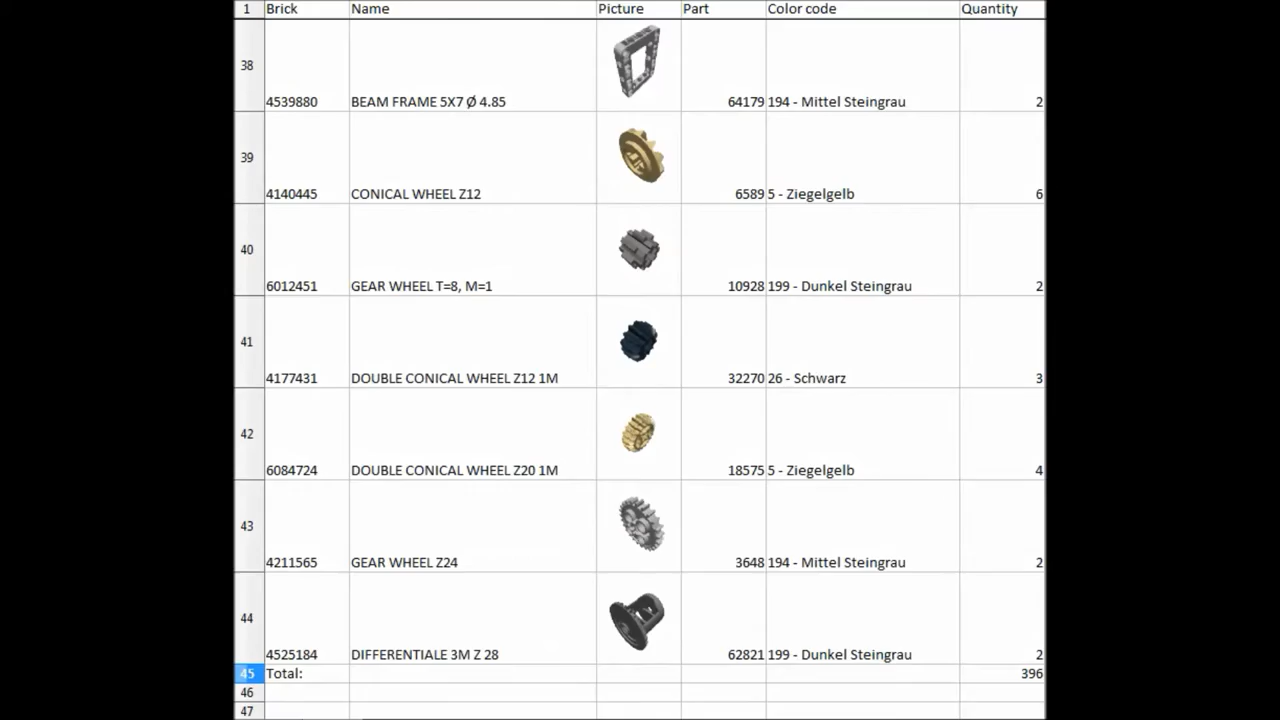 1 Brick Name Picture Part Color code Quantity
38 4539880 BEAM FRAME 5X7 Ø 4.85 64179 194 - Mittel Steingrau 2
39 4140445 CONICAL WHEEL Z12 6589 5 - Ziegelgelb 6
40 6012451 GEAR WHEEL T=8, M=1 10928 199 - Dunkel Steingrau 2
41 4177431 DOUBLE CONICAL WHEEL Z12 1M 32270 26 - Schwarz 3
42 6084724 DOUBLE CONICAL WHEEL Z20 1M 18575 5 - Ziegelgelb 4
43 4211565 GEAR WHEEL Z24 3648 194 - Mittel Steingrau 2
44 4525184 DIFFERENTIALE 3M Z 28 62821 199 - Dunkel Steingrau 2
45 Total: 396
46
47